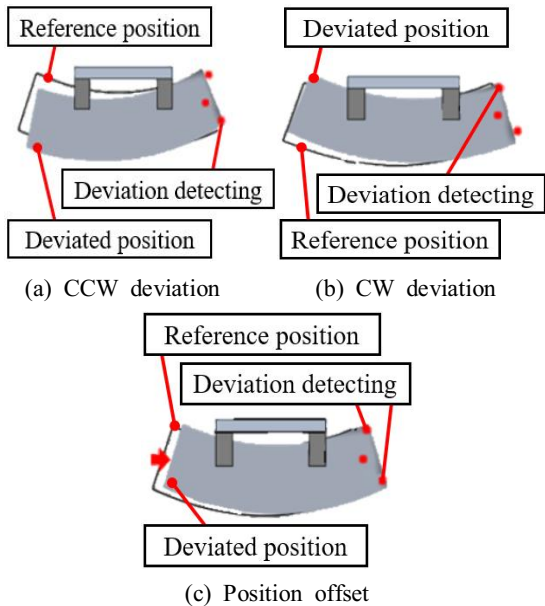 Reference position
Deviation detecting
Deviated position
(a) CCW deviation
Deviated position
Deviation detecting
Reference position
(b) CW deviation
Reference position
Deviation detecting
Deviated position
(c) Position offset